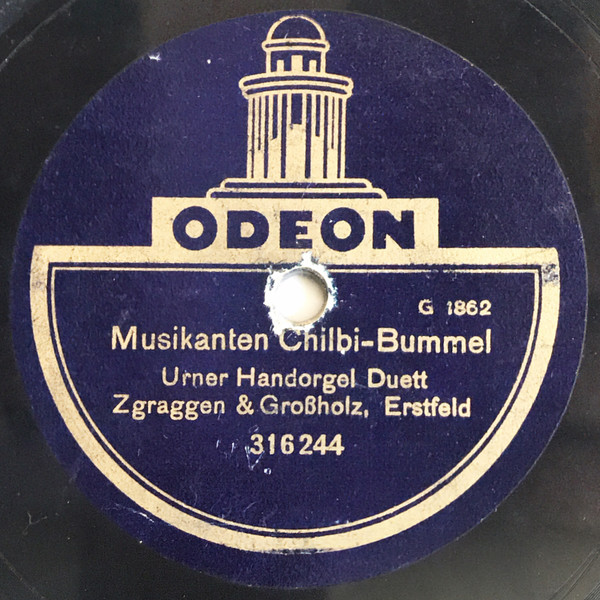 ODEON
G 1862
Musikanten Chilbi-Bummel
Urner Handorgel Duett
Zgraggen & Großholz, Erstfeld
316244